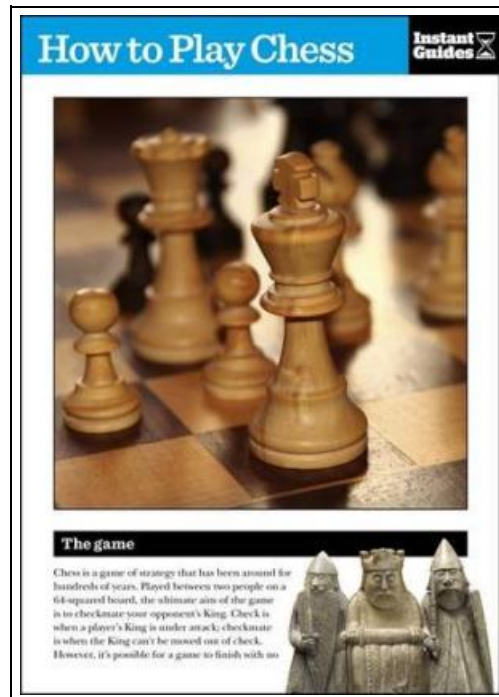 How to Play Chess
Instant
Guides
The game
Chess is a game of strategy that has been around for
hundreds of years. Played between two people on a
64-squared board, the ultimate aim of the game
is to checkmate your opponent's King. Check is
when a player's King is under attack; checkmate
is when the King can't be moved out of check.
However, it's possible for a game to finish with no